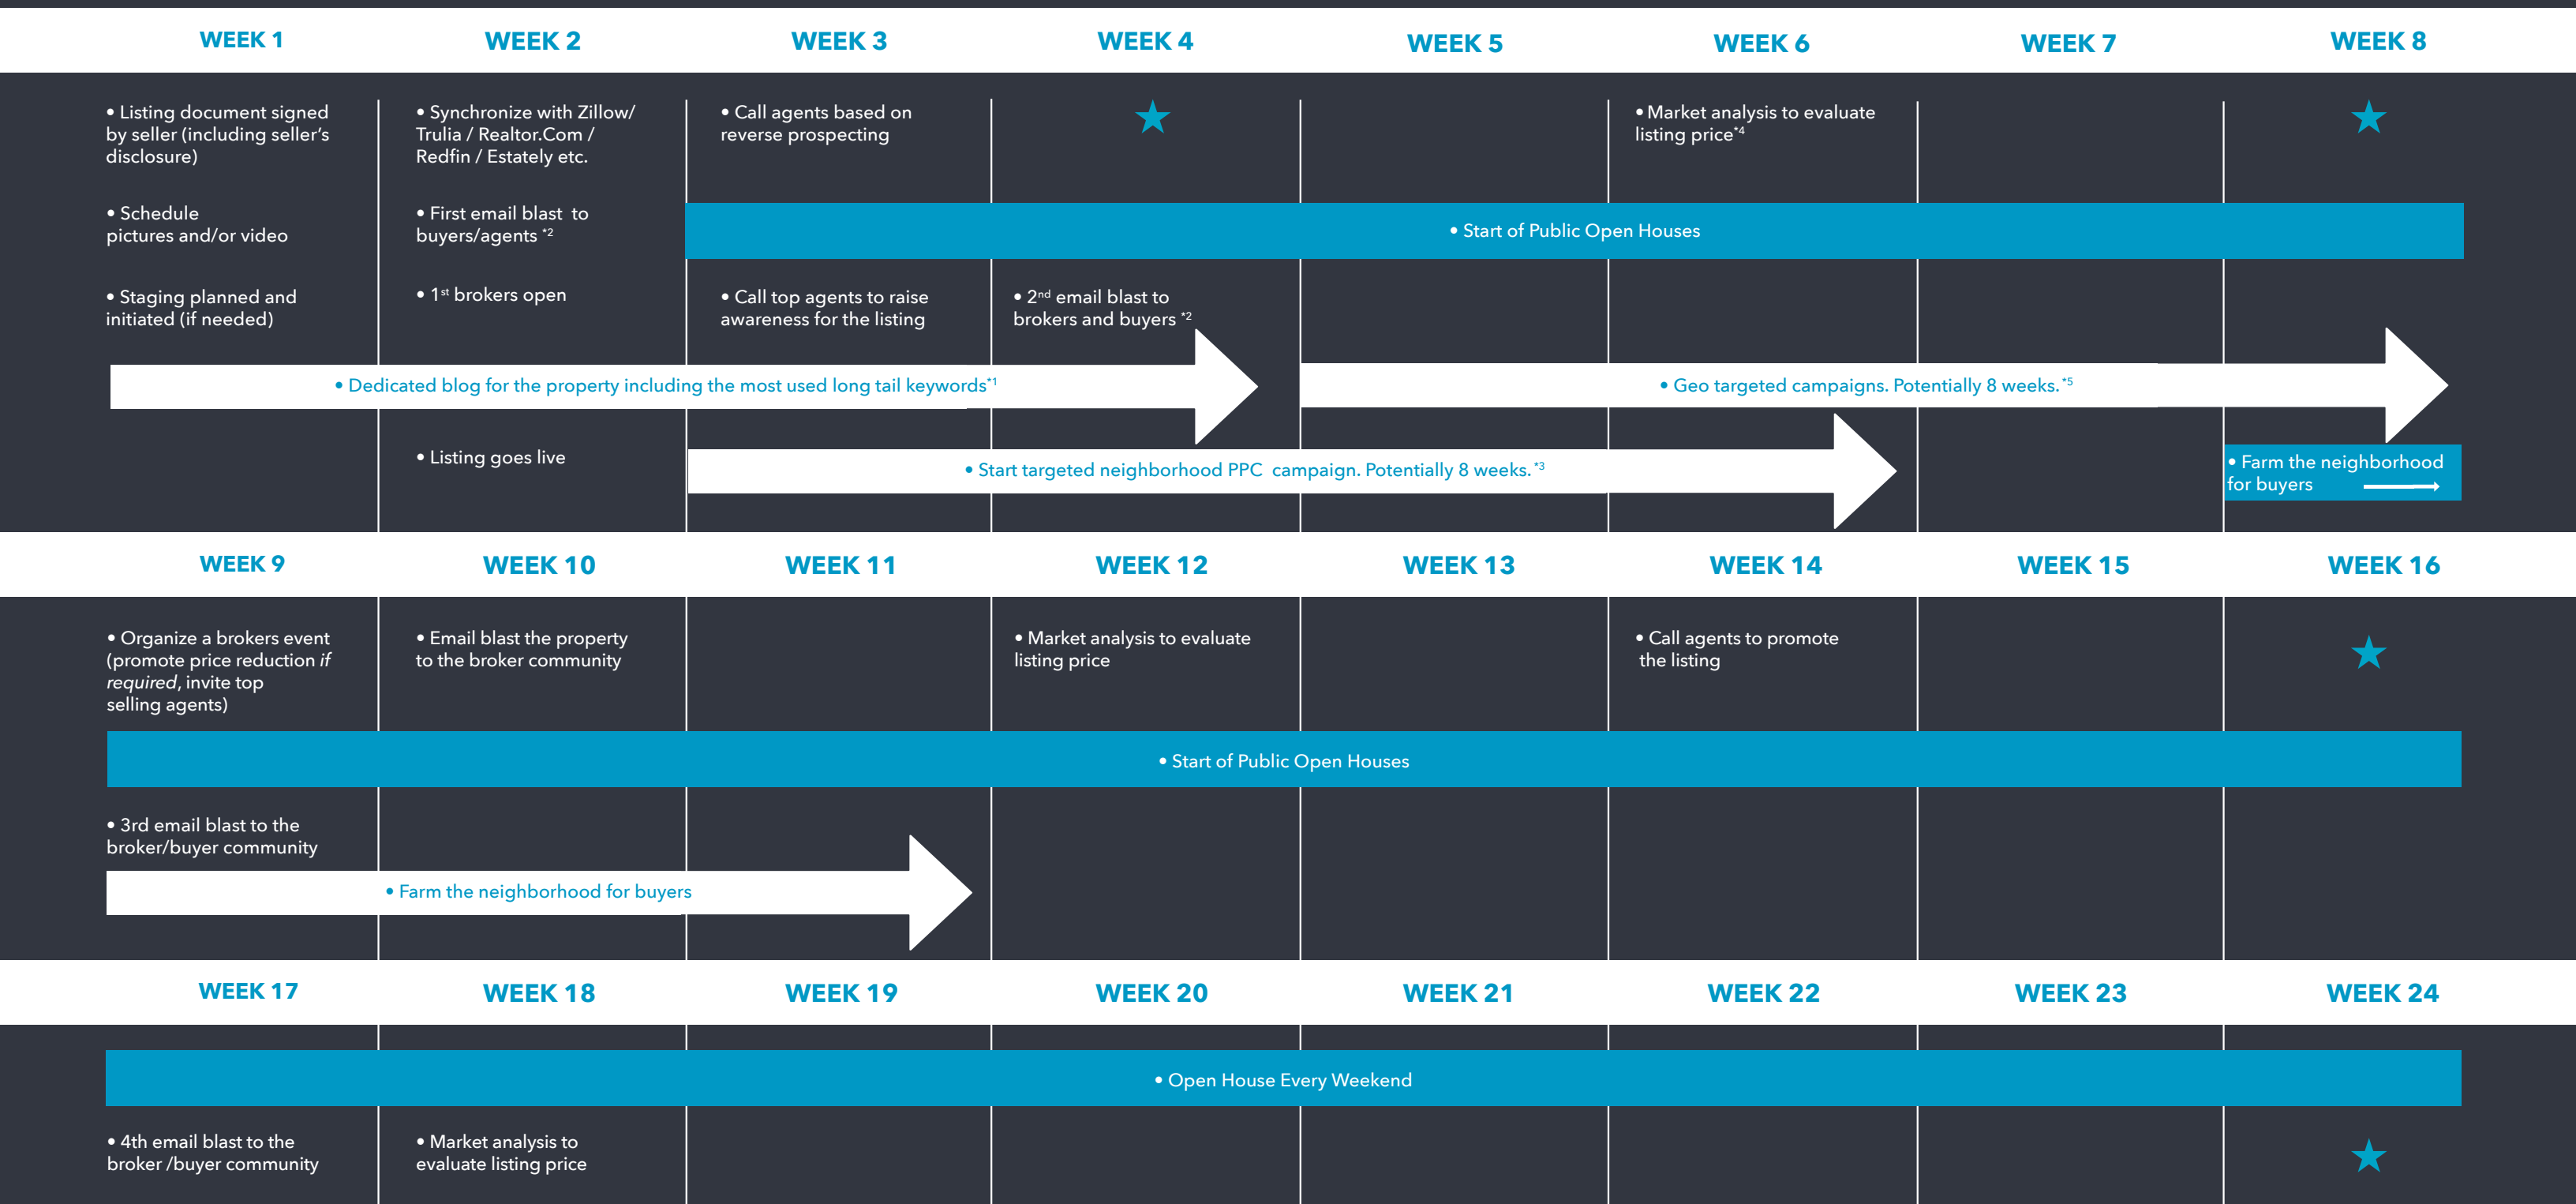 WEEK 1
WEEK 2
WEEK 3
WEEK 4
WEEK 5
WEEK 6
WEEK 7
WEEK 8
• Listing document signed
by seller (including seller’s
disclosure)
• Schedule
pictures and/or video
• Staging planned and
initiated (if needed)
• Synchronize with Zillow/
Trulia / Realtor.Com /
Redfin / Estately etc.
• First email blast to
buyers/agents *2
• 1st brokers open
• Call agents based on
reverse prospecting
• Market analysis to evaluate
listing price*4
• Start of Public Open Houses
• Call top agents to raise
awareness for the listing
• 2nd email blast to
brokers and buyers *2
• Dedicated blog for the property including the most used long tail keywords*1
• Geo targeted campaigns. Potentially 8 weeks.*5
• Listing goes live
• Start targeted neighborhood PPC campaign. Potentially 8 weeks.*3
• Farm the neighborhood
for buyers
WEEK 9
WEEK 10
WEEK 11
WEEK 12
WEEK 13
WEEK 14
WEEK 15
WEEK 16
• Organize a brokers event
(promote price reduction if
required, invite top
selling agents)
• Email blast the property
to the broker community
• Market analysis to evaluate
listing price
• Call agents to promote
the listing
• Start of Public Open Houses
• 3rd email blast to the
broker/buyer community
• Farm the neighborhood for buyers
WEEK 17
WEEK 18
WEEK 19
WEEK 20
WEEK 21
WEEK 22
WEEK 23
WEEK 24
• Open House Every Weekend
• 4th email blast to the
broker /buyer community
• Market analysis to
evaluate listing price